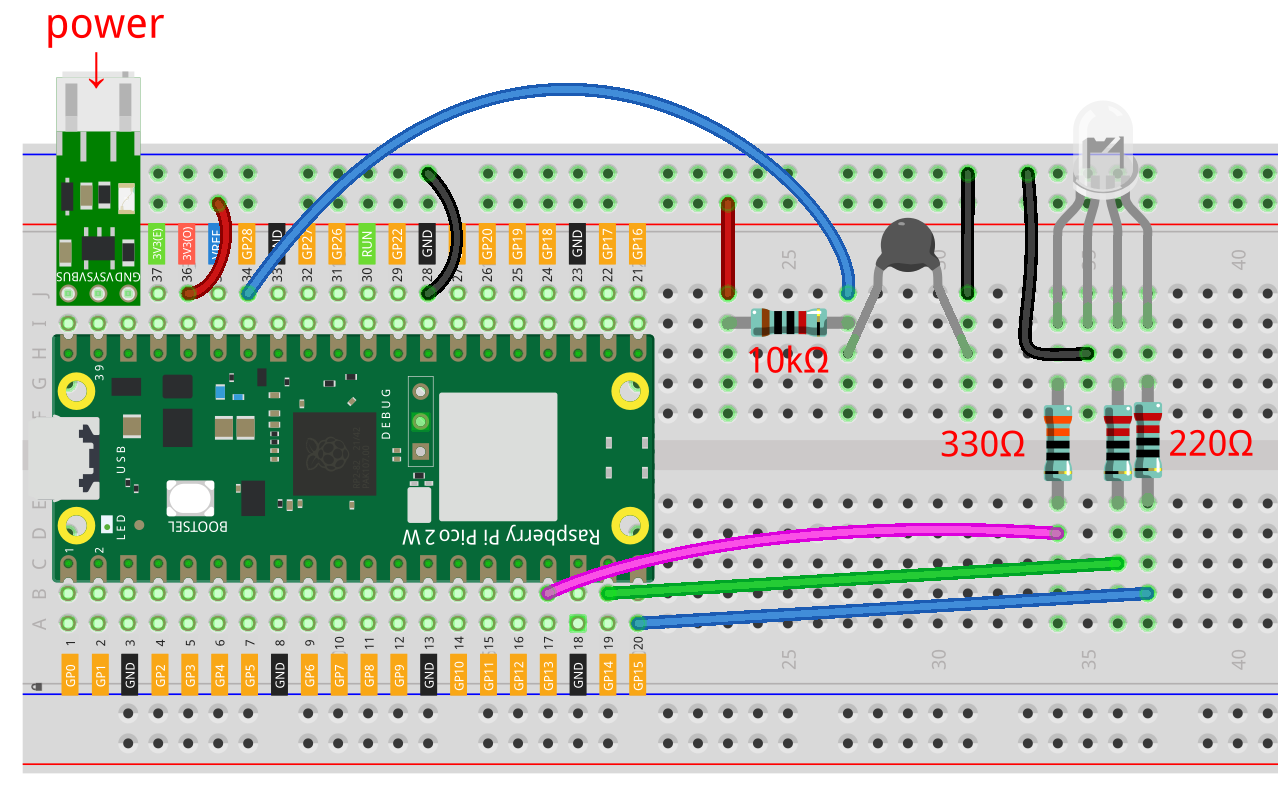 power
VBUS
VSYS
GND
3V3(E)
3V3(O)
VREF
GP28
GND
GP27
GP26
RUN
GP22
GND
GP20
GP19
GP18
GND
GP17
GP16
37
36
34
33
32
31
30
29
28
27
26
25
24
23
22
21
25
30
35
40
J
I
H
G
F
E
D
C
B
A
10kΩ
330Ω
220Ω
39
DEBUG
USB
BOOTSEL
LED
Raspberry Pi Pico 2 W
1
2
1
2
3
4
5
6
7
8
9
10
11
12
13
14
15
16
17
18
19
20
25
30
35
40
GP0
GP1
GND
GP2
GP3
GP4
GP5
GND
GP6
GP7
GP8
GP9
GND
GP10
GP11
GP12
GP13
GND
GP14
GP15